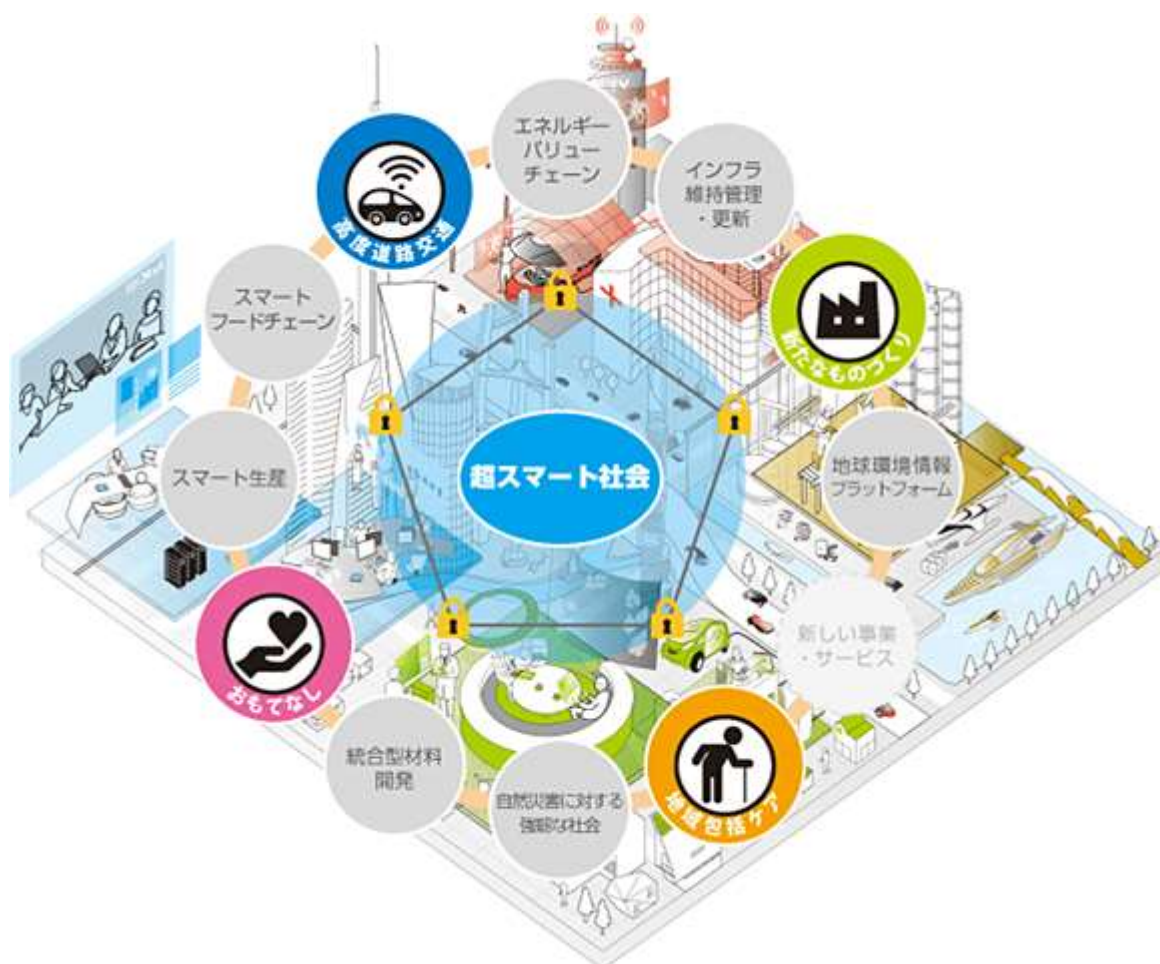 エネルギー
バリュー
チェーン
インフラ
維持管理
・更新
高度道路交通
新たなものづくり
スマート
フードチェーン
超スマート社会
地球環境情報
プラットフォーム
スマート生産
新しい事業
・サービス
おもてなし
統合型材料
開発
自然災害に対する
強靭な社会
地域包括ケア